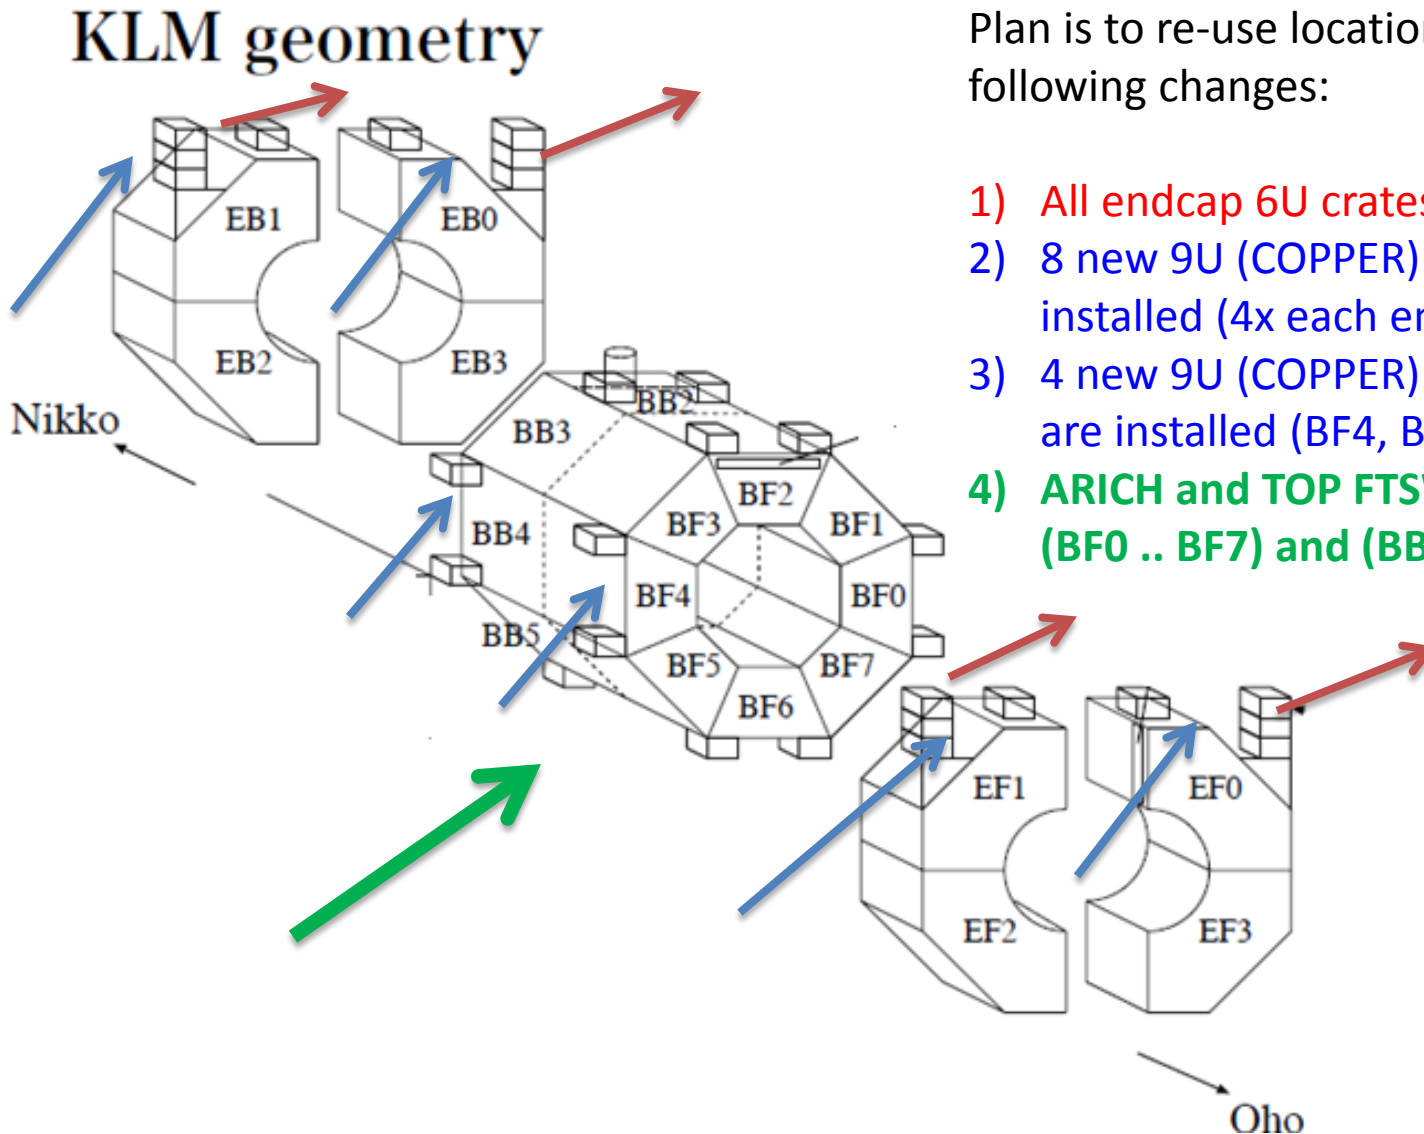 KLM geometry
Plan is to re-use location
following changes:
1) All endcap 6U crates
2) 8 new 9U (COPPER)
installed (4x each en
3) 4 new 9U (COPPER)
are installed (BF4, B
4) ARICH and TOP FTS
(BF0 .. BF7) and (BB
EB1
EB0
EB2
EB3
Nikko
BB2
BB3
BB4
BB5
BF2
BF3
BF1
BF4
BF0
BF5
BF7
BF6
EF1
EF0
EF2
EF3
Oho